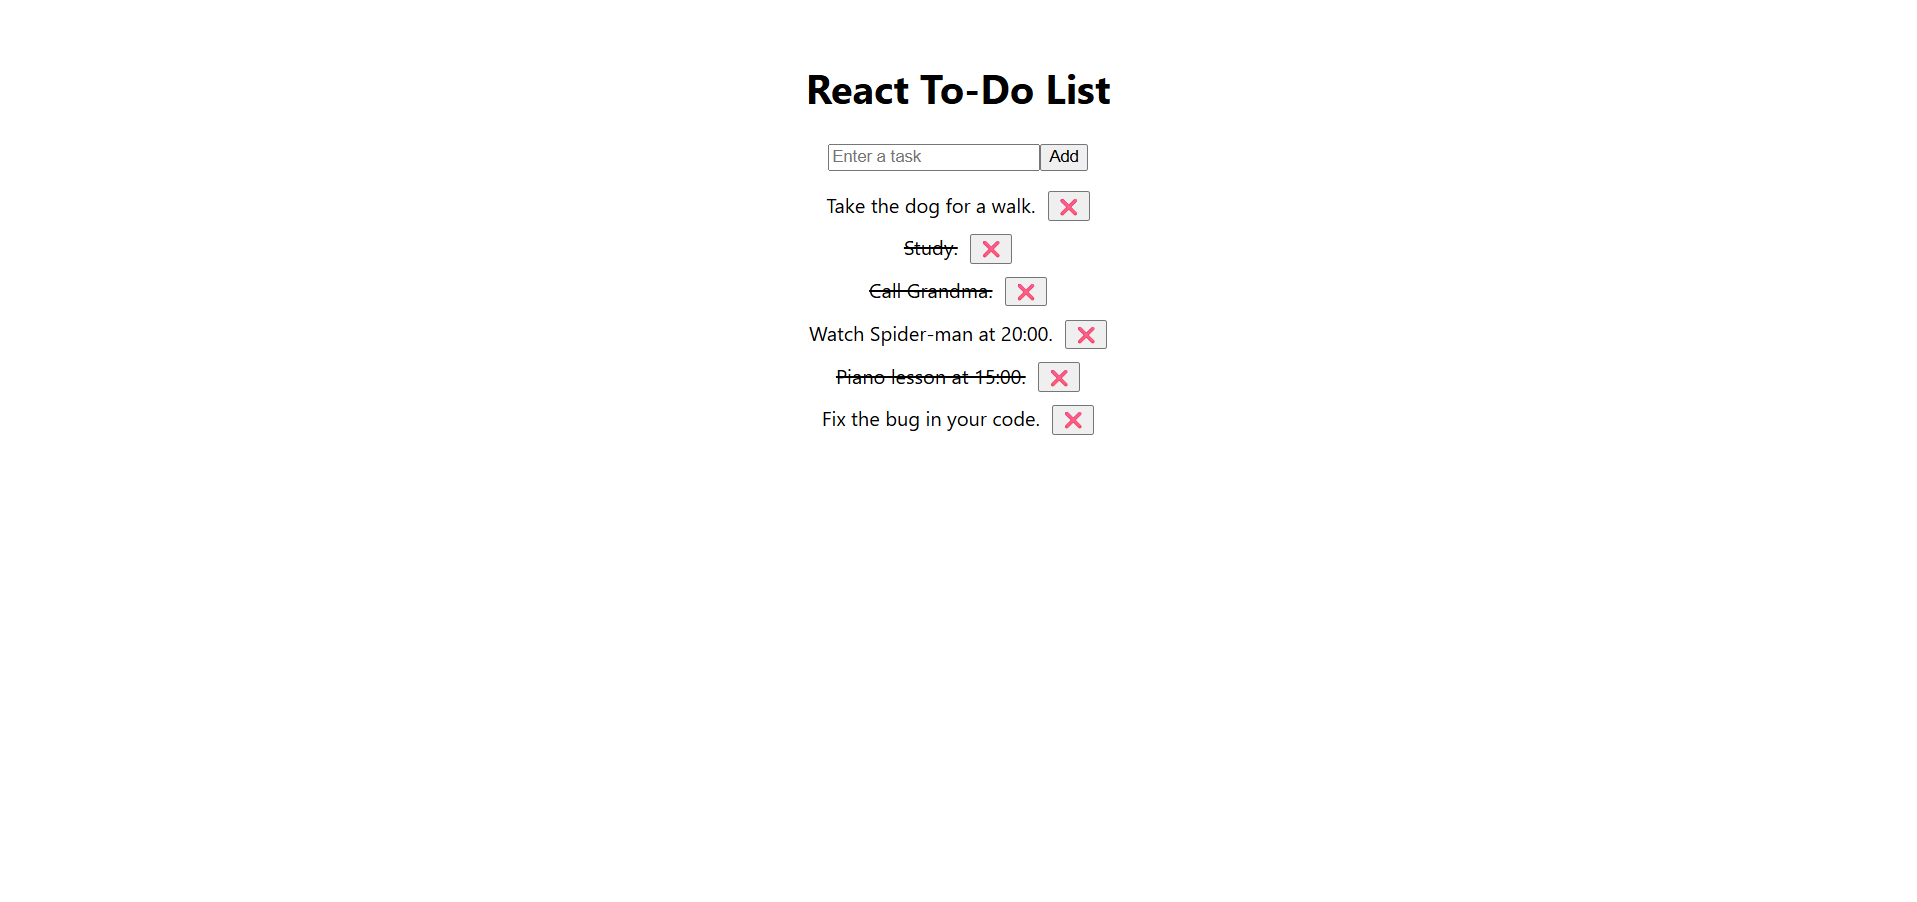 React To-Do List
Enter a task Add
Take the dog for a walk. ❌
Study. ❌
Call Grandma. ❌
Watch Spider-man at 20:00. ❌
Piano lesson at 15:00. ❌
Fix the bug in your code. ❌